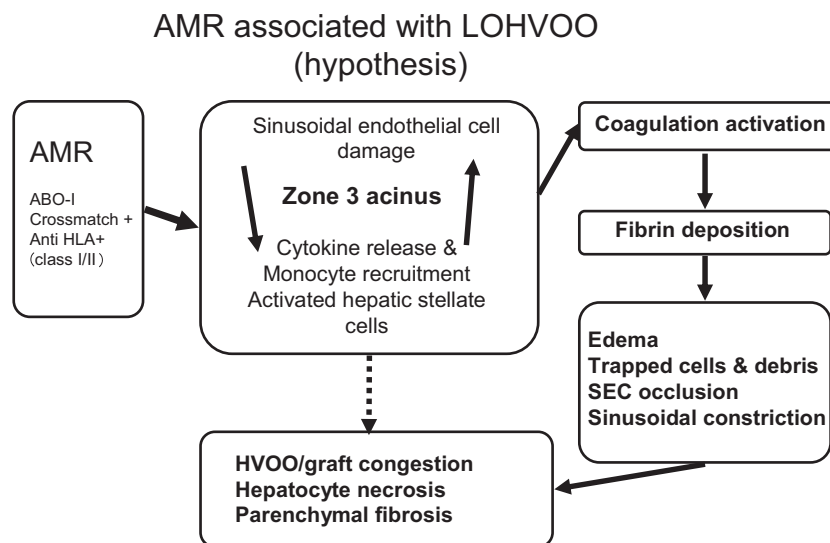 AMR associated with LOHVOO
(hypothesis)
AMR
ABO-I
Crossmatch +
Anti HLA+
(class I/II)
Sinusoidal endothelial cell
damage
Zone 3 acinus
Cytokine release &
Monocyte recruitment
Activated hepatic stellate
cells
Coagulation activation
Fibrin deposition
Edema
Trapped cells & debris
SEC occlusion
Sinusoidal constriction
HVOO/graft congestion
Hepatocyte necrosis
Parenchymal fibrosis